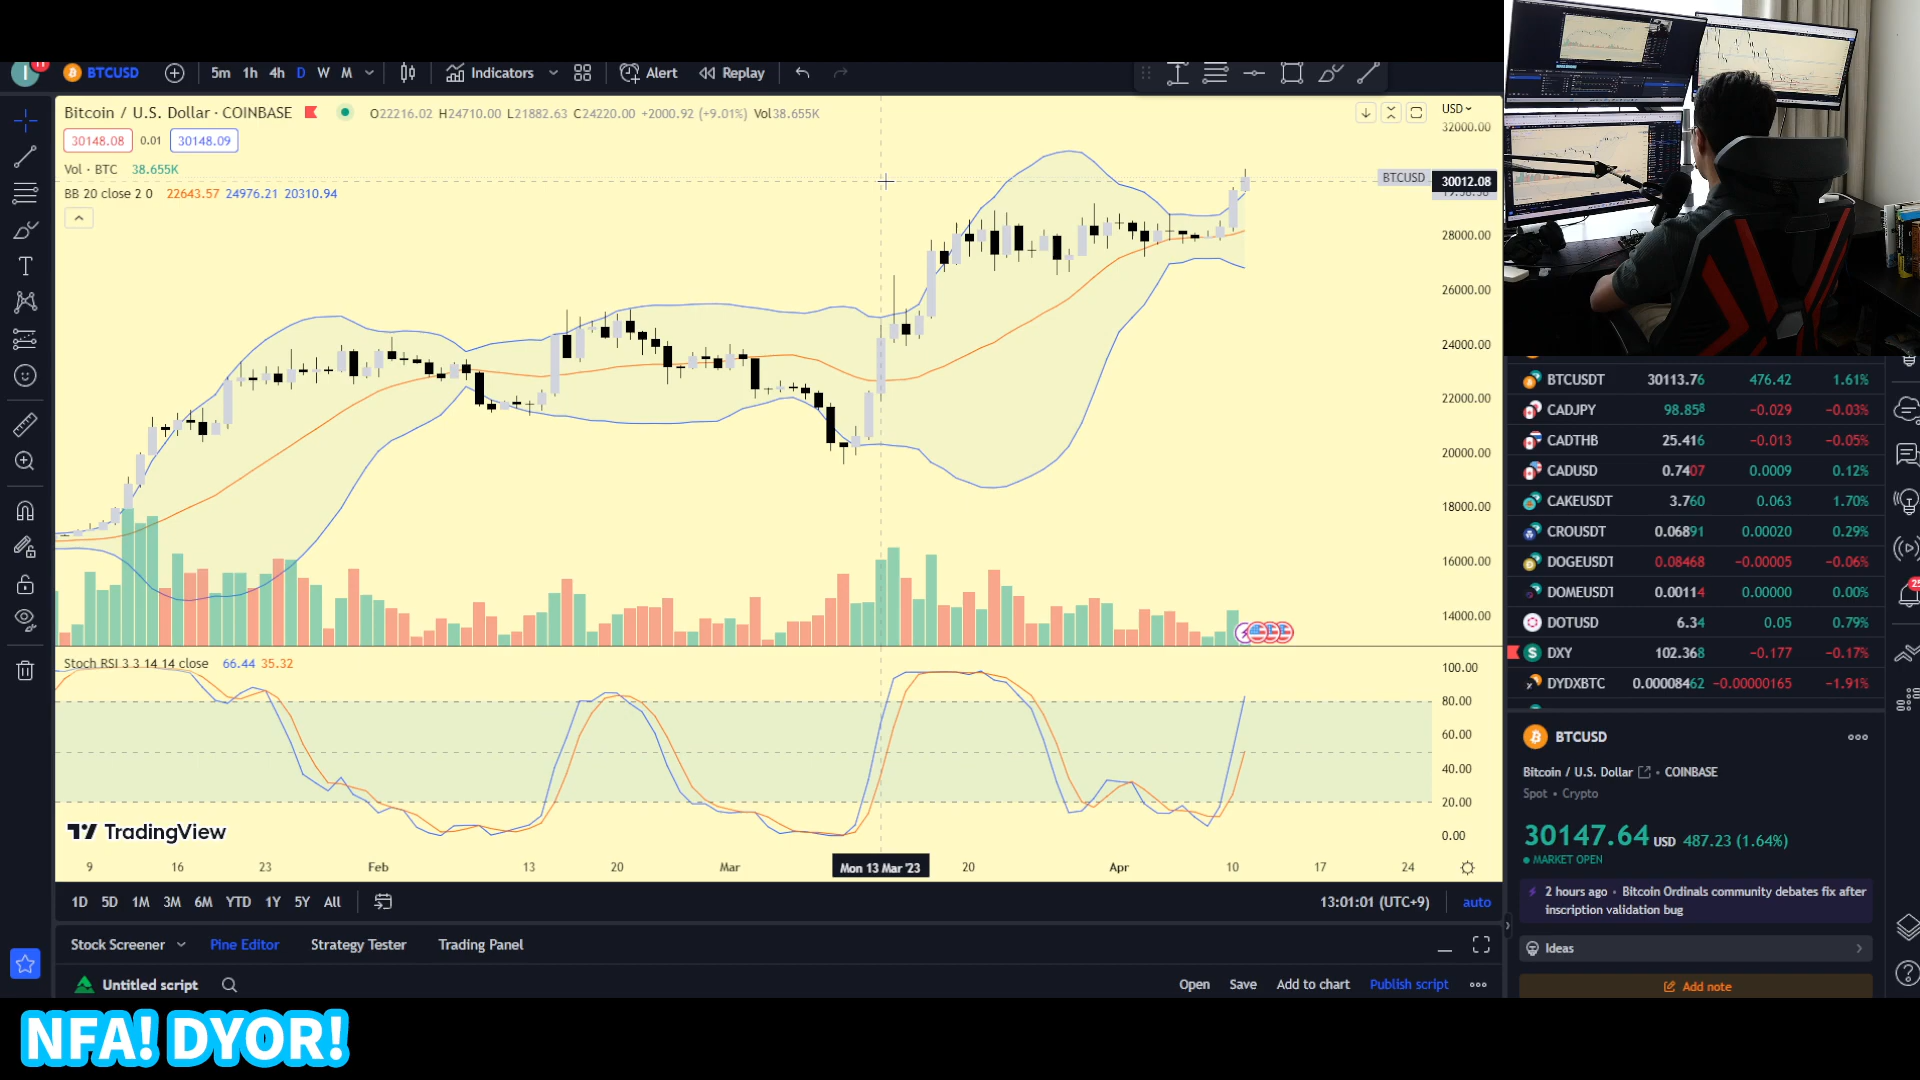 BTCUSD 5m 1h 4h D W M Indicators Alert Replay
Bitcoin / U.S. Dollar · COINBASE O22216.02 H24710.00 L21882.63 C24220.00 +2000.92 (+9.01%) Vol38.655K
30148.08 0.01 30148.09
Vol · BTC 38.655K
BB 20 close 2 0 22643.57 24976.21 20310.94
USD
32000.00
BTCUSD 30012.08
28000.00
26000.00
24000.00
22000.00
20000.00
18000.00
16000.00
14000.00
Stoch RSI 3 3 14 14 close 66.44 35.32
100.00
80.00
60.00
40.00
20.00
0.00
TradingView
9 16 23 Feb 13 20 Mar Mon 13 Mar '23 20 Apr 10 17 24
1D 5D 1M 3M 6M YTD 1Y 5Y All 13:01:01 (UTC+9) auto
Stock Screener Pine Editor Strategy Tester Trading Panel
Untitled script Open Save Add to chart Publish script
BTCUSDT 30113.76 476.42 1.61%
CADJPY 98.858 −0.029 −0.03%
CADTHB 25.416 −0.013 −0.05%
CADUSD 0.7407 0.0009 0.12%
CAKEUSDT 3.760 0.063 1.70%
CROUSDT 0.06891 0.00020 0.29%
DOGEUSDT 0.08468 −0.00005 −0.06%
DOMEUSDT 0.00114 0.00000 0.00%
DOTUSD 6.34 0.05 0.79%
DXY 102.368 −0.177 −0.17%
DYDXBTC 0.00008462 −0.00000165 −1.91%
BTCUSD
Bitcoin / U.S. Dollar • COINBASE
Spot • Crypto
30147.64 USD 487.23 (1.64%)
MARKET OPEN
2 hours ago • Bitcoin Ordinals community debates fix after
inscription validation bug
Ideas
Add note
NFA! DYOR!